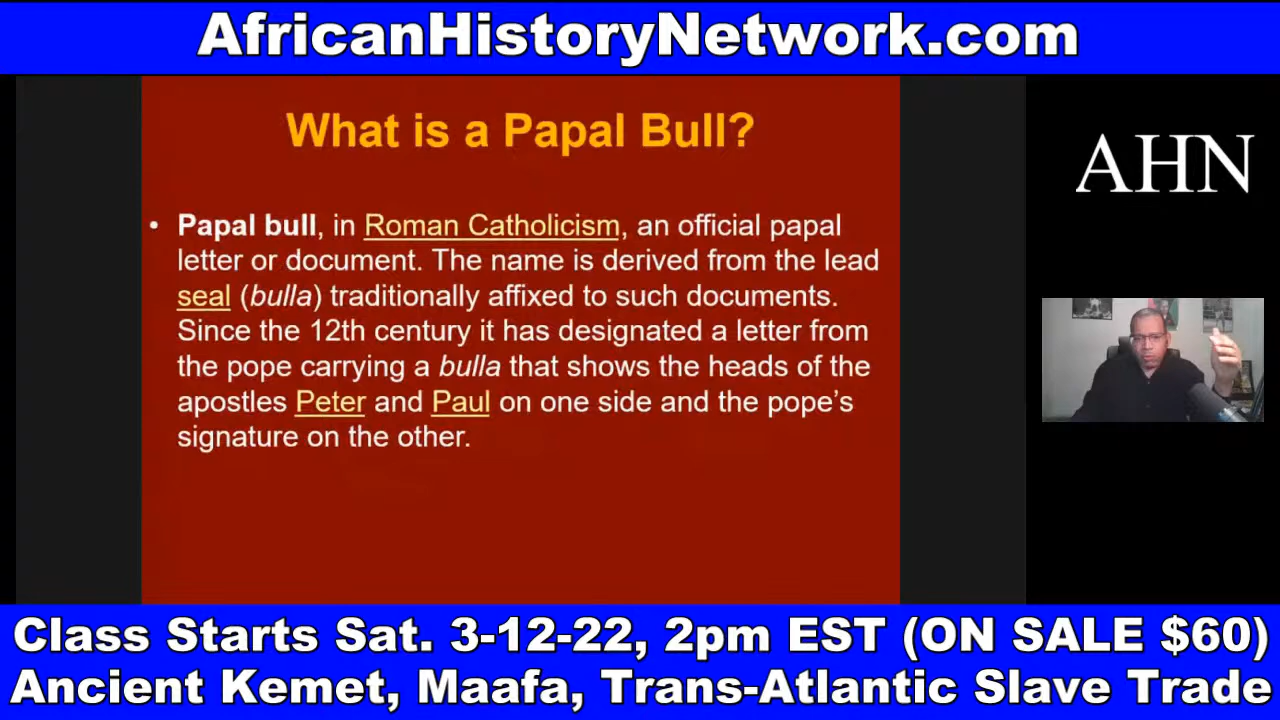 AfricanHistoryNetwork.com
What is a Papal Bull?
AHN
• Papal bull, in Roman Catholicism, an official papal
letter or document. The name is derived from the lead
seal (bulla) traditionally affixed to such documents.
Since the 12th century it has designated a letter from
the pope carrying a bulla that shows the heads of the
apostles Peter and Paul on one side and the pope’s
signature on the other.
Class Starts Sat. 3-12-22, 2pm EST (ON SALE $60)
Ancient Kemet, Maafa, Trans-Atlantic Slave Trade